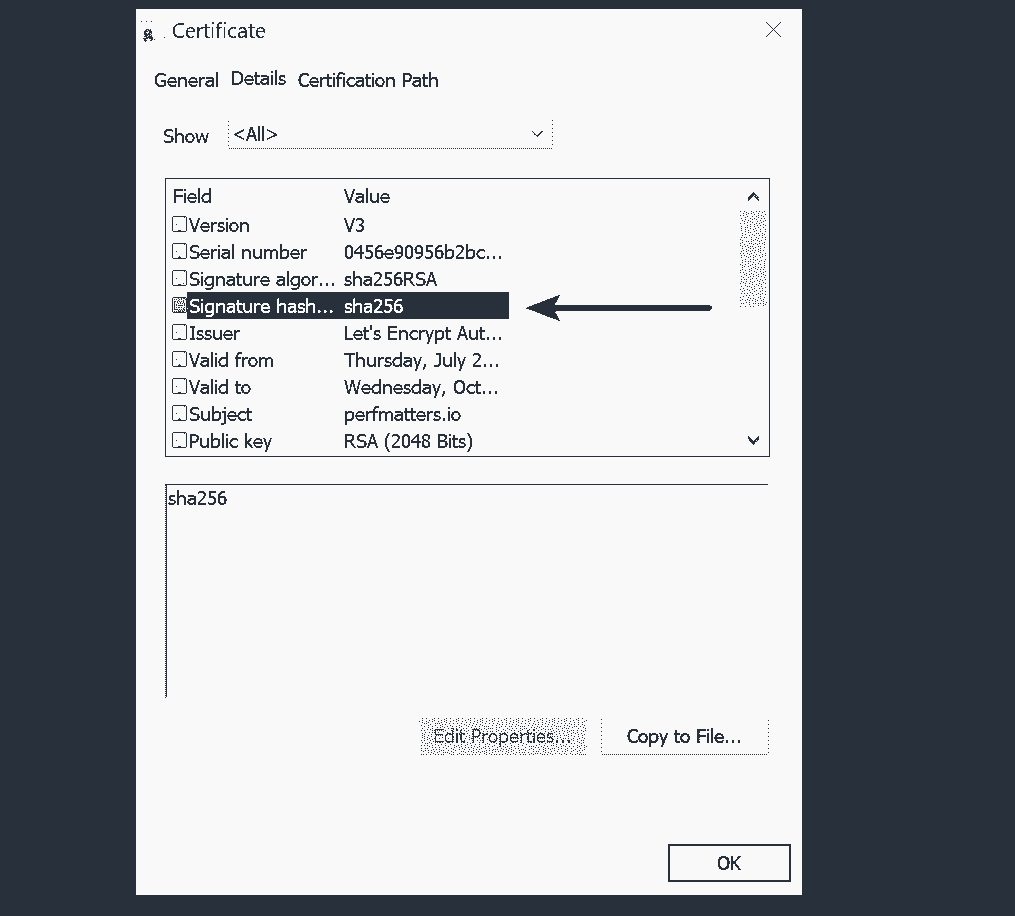 Certificate
General Details Certification Path
Show <All>
Field Value
Version V3
Serial number 0456e90956b2bc...
Signature algor... sha256RSA
Signature hash... sha256
Issuer Let's Encrypt Aut...
Valid from Thursday, July 2...
Valid to Wednesday, Oct...
Subject perfmatters.io
Public key RSA (2048 Bits)
sha256
Edit Properties... Copy to File...
OK